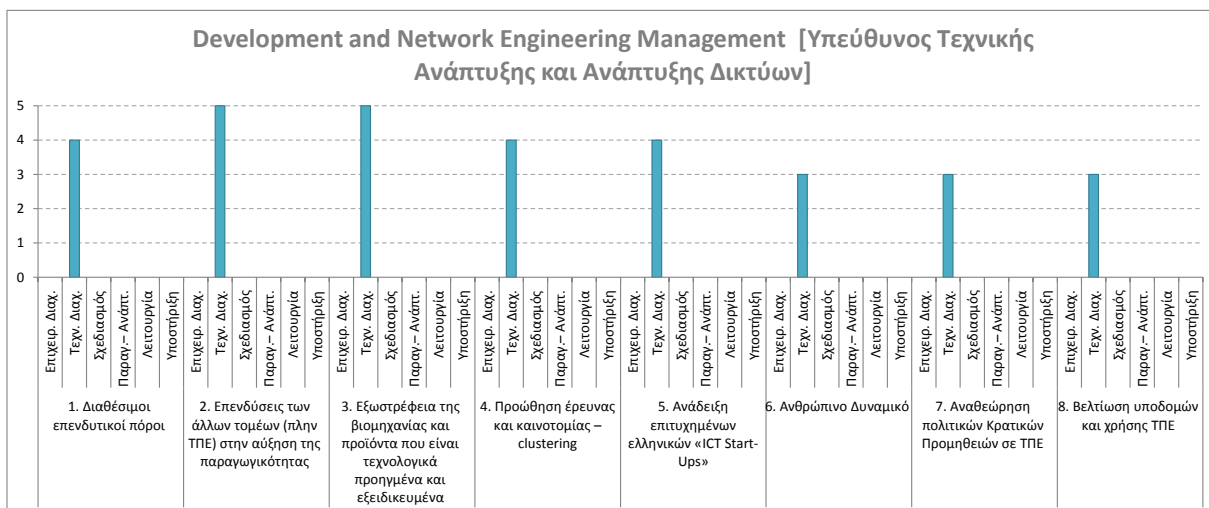 Development and Network Engineering Management [Υπεύθυνος Τεχνικής
Ανάπτυξης και Ανάπτυξης Δικτύων]
5
4
3
2
1
0
Επιχειρ. Διαχ.
Τεχν. Διαχ.
Σχεδιασμός
Παραγ.– Ανάπτ.
Λειτουργία
Υποστήριξη
Επιχειρ. Διαχ.
Τεχν. Διαχ.
Σχεδιασμός
Παραγ.– Ανάπτ.
Λειτουργία
Υποστήριξη
Επιχειρ. Διαχ.
Τεχν. Διαχ.
Σχεδιασμός
Παραγ.– Ανάπτ.
Λειτουργία
Υποστήριξη
Επιχειρ. Διαχ.
Τεχν. Διαχ.
Σχεδιασμός
Παραγ.– Ανάπτ.
Λειτουργία
Υποστήριξη
Επιχειρ. Διαχ.
Τεχν. Διαχ.
Σχεδιασμός
Παραγ.– Ανάπτ.
Λειτουργία
Υποστήριξη
Επιχειρ. Διαχ.
Τεχν. Διαχ.
Σχεδιασμός
Παραγ.– Ανάπτ.
Λειτουργία
Υποστήριξη
Επιχειρ. Διαχ.
Τεχν. Διαχ.
Σχεδιασμός
Παραγ.– Ανάπτ.
Λειτουργία
Υποστήριξη
Επιχειρ. Διαχ.
Τεχν. Διαχ.
Σχεδιασμός
Παραγ.– Ανάπτ.
Λειτουργία
Υποστήριξη
1. Διαθέσιμοι
επενδυτικοί πόροι
2. Επενδύσεις των
άλλων τομέων (πλην
ΤΠΕ) στην αύξηση της
παραγωγικότητας
3. Εξωστρέφεια της
βιομηχανίας και
προϊόντα που είναι
τεχνολογικά
προηγμένα και
εξειδικευμένα
4. Προώθηση έρευνας
και καινοτομίας –
clustering
5. Ανάδειξη
επιτυχημένων
ελληνικών «ICT Start-
Ups»
6. Ανθρώπινο Δυναμικό
7. Αναθεώρηση
πολιτικών Κρατικών
Προμηθειών σε ΤΠΕ
8. Βελτίωση υποδομών
και χρήσης ΤΠΕ